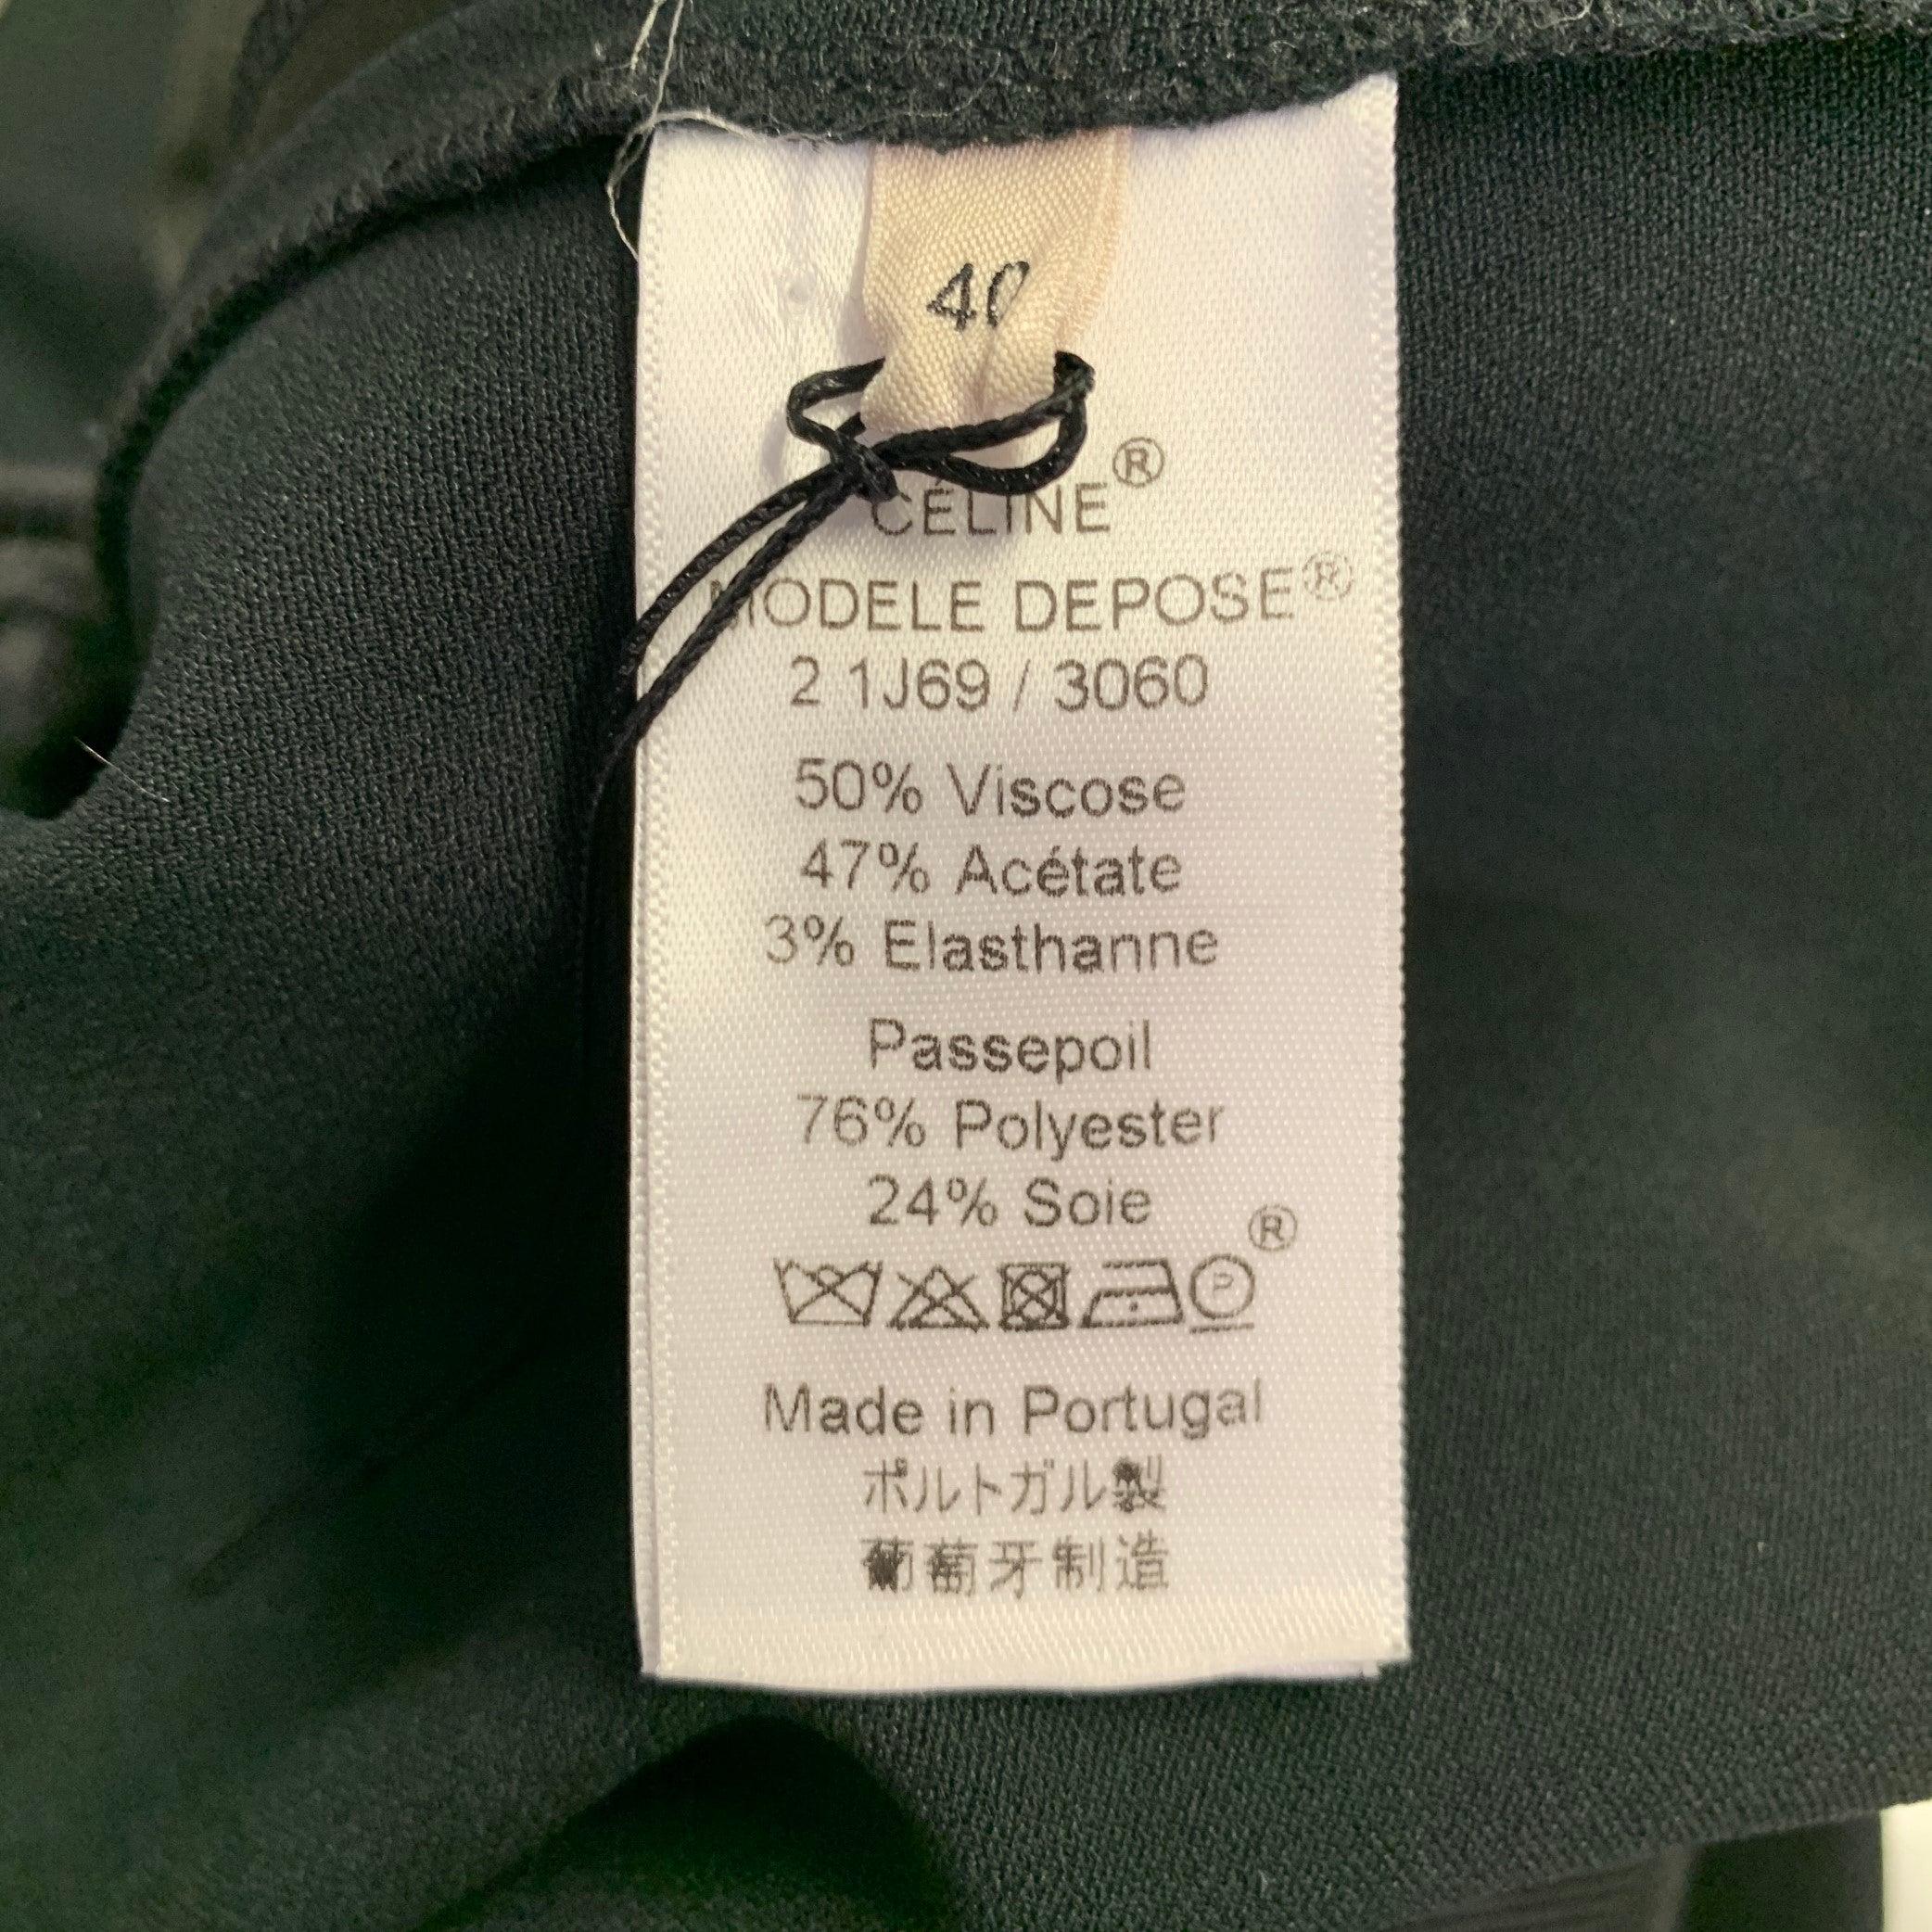 40
CÉLINE®
MODELE DEPOSE®
2 1J69 / 3060
50% Viscose
47% Acétate
3% Elasthanne
Passepoil
76% Polyester
24% Soie
®
P
Made in Portugal
ポルトガル製
葡萄牙制造